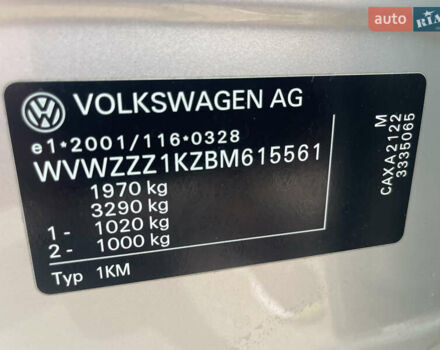 auto RIA
VOLKSWAGEN AG
e1*2001/116*0328
WVWZZZ1KZBM615561
1970 kg
3290 kg
1 - 1020 kg
2 - 1000 kg
Typ 1KM
M
CAXA2122
3335065